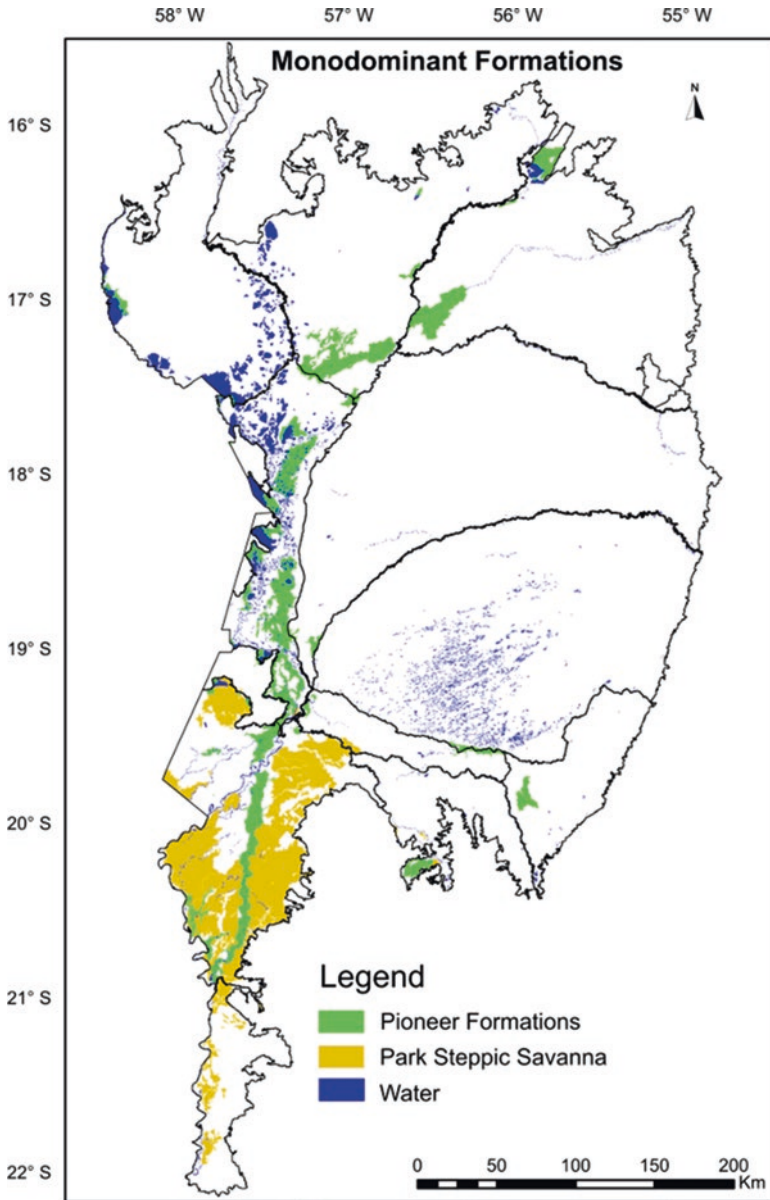 58° W 57° W 56° W 55° W
Monodominant Formations
N
16° S
17° S
18° S
19° S
20° S
21° S
22° S
Legend
Pioneer Formations
Park Steppic Savanna
Water
0 50 100 150 200
Km